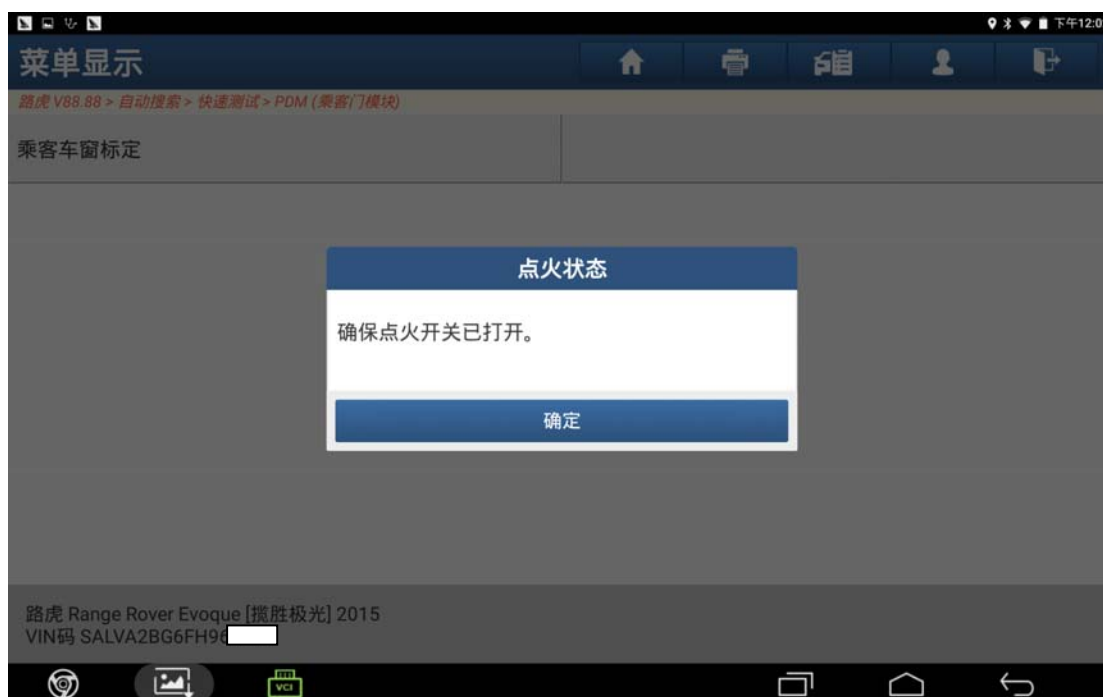 下午12:0
菜单显示
路虎 V88.88 > 自动搜索 > 快速测试 > PDM (乘客门模块)
乘客车窗标定
点火状态
确保点火开关已打开。
确定
路虎 Range Rover Evoque [揽胜极光] 2015
VIN码 SALVA2BG6FH96
VCI